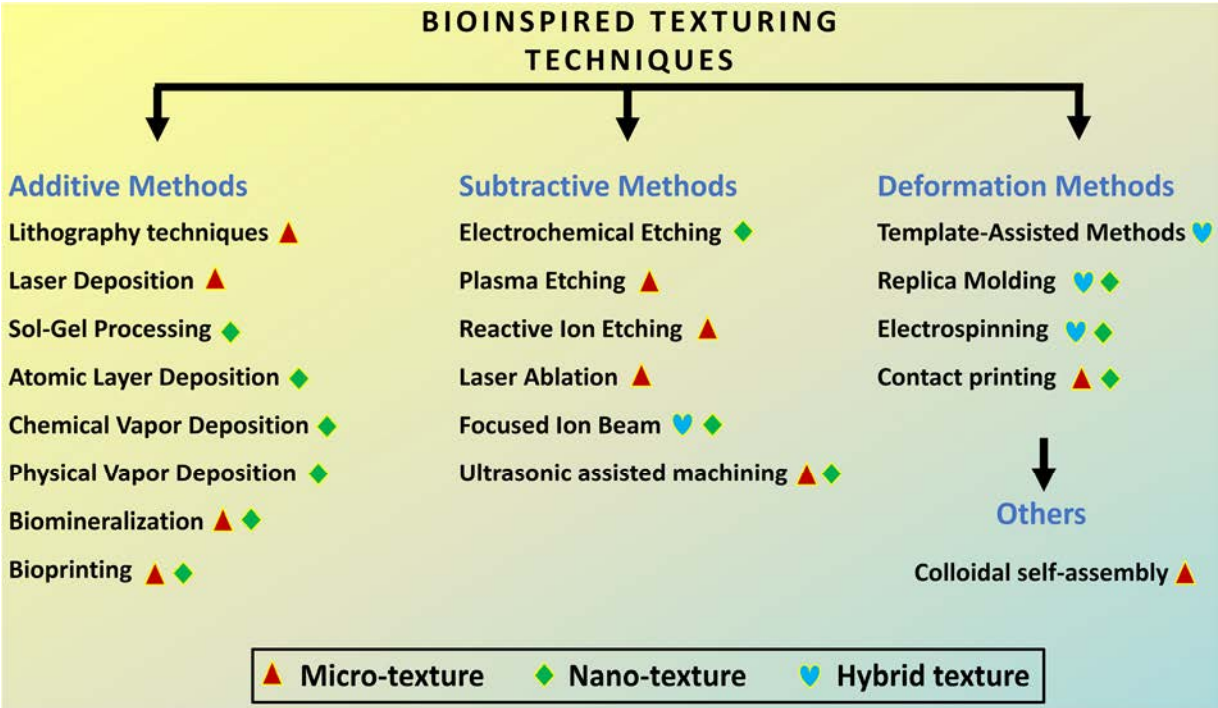 BIOINSPIRED TEXTURING
TECHNIQUES
Additive Methods
Lithography techniques
Laser Deposition
Sol-Gel Processing
Atomic Layer Deposition
Chemical Vapor Deposition
Physical Vapor Deposition
Biomineralization
Bioprinting
Subtractive Methods
Electrochemical Etching
Plasma Etching
Reactive Ion Etching
Laser Ablation
Focused Ion Beam
Ultrasonic assisted machining
Deformation Methods
Template-Assisted Methods
Replica Molding
Electrospinning
Contact printing
Others
Colloidal self-assembly
Micro-texture
Nano-texture
Hybrid texture